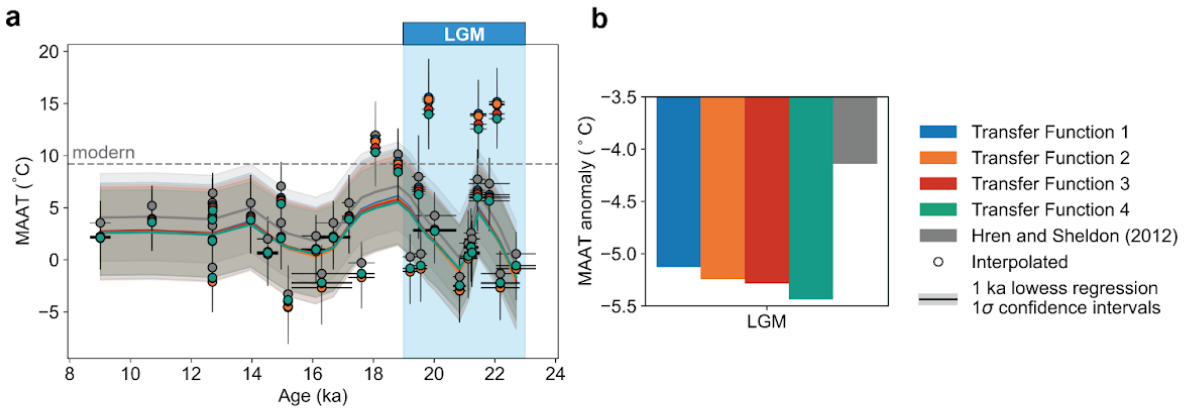 a
LGM
20
15
10
5
0
−5
modern
MAAT (°C)
8
10
12
14
16
18
20
22
24
Age (ka)
b
−3.5
−4.0
−4.5
−5.0
−5.5
MAAT anomaly (°C)
LGM
Transfer Function 1
Transfer Function 2
Transfer Function 3
Transfer Function 4
Hren and Sheldon (2012)
Interpolated
1 ka lowess regression
1σ confidence intervals